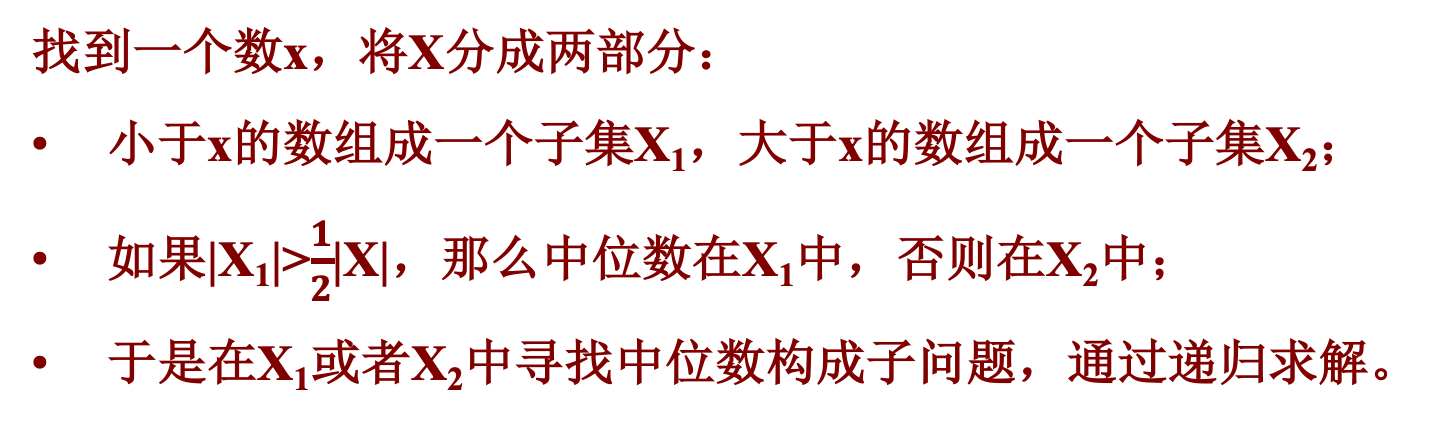 找到一个数x，将X分成两部分：
• 小于x的数组成一个子集X₁，大于x的数组成一个子集X₂；
• 如果|X₁|>1/2|X|，那么中位数在X₁中，否则在X₂中；
• 于是在X₁或者X₂中寻找中位数构成子问题，通过递归求解。